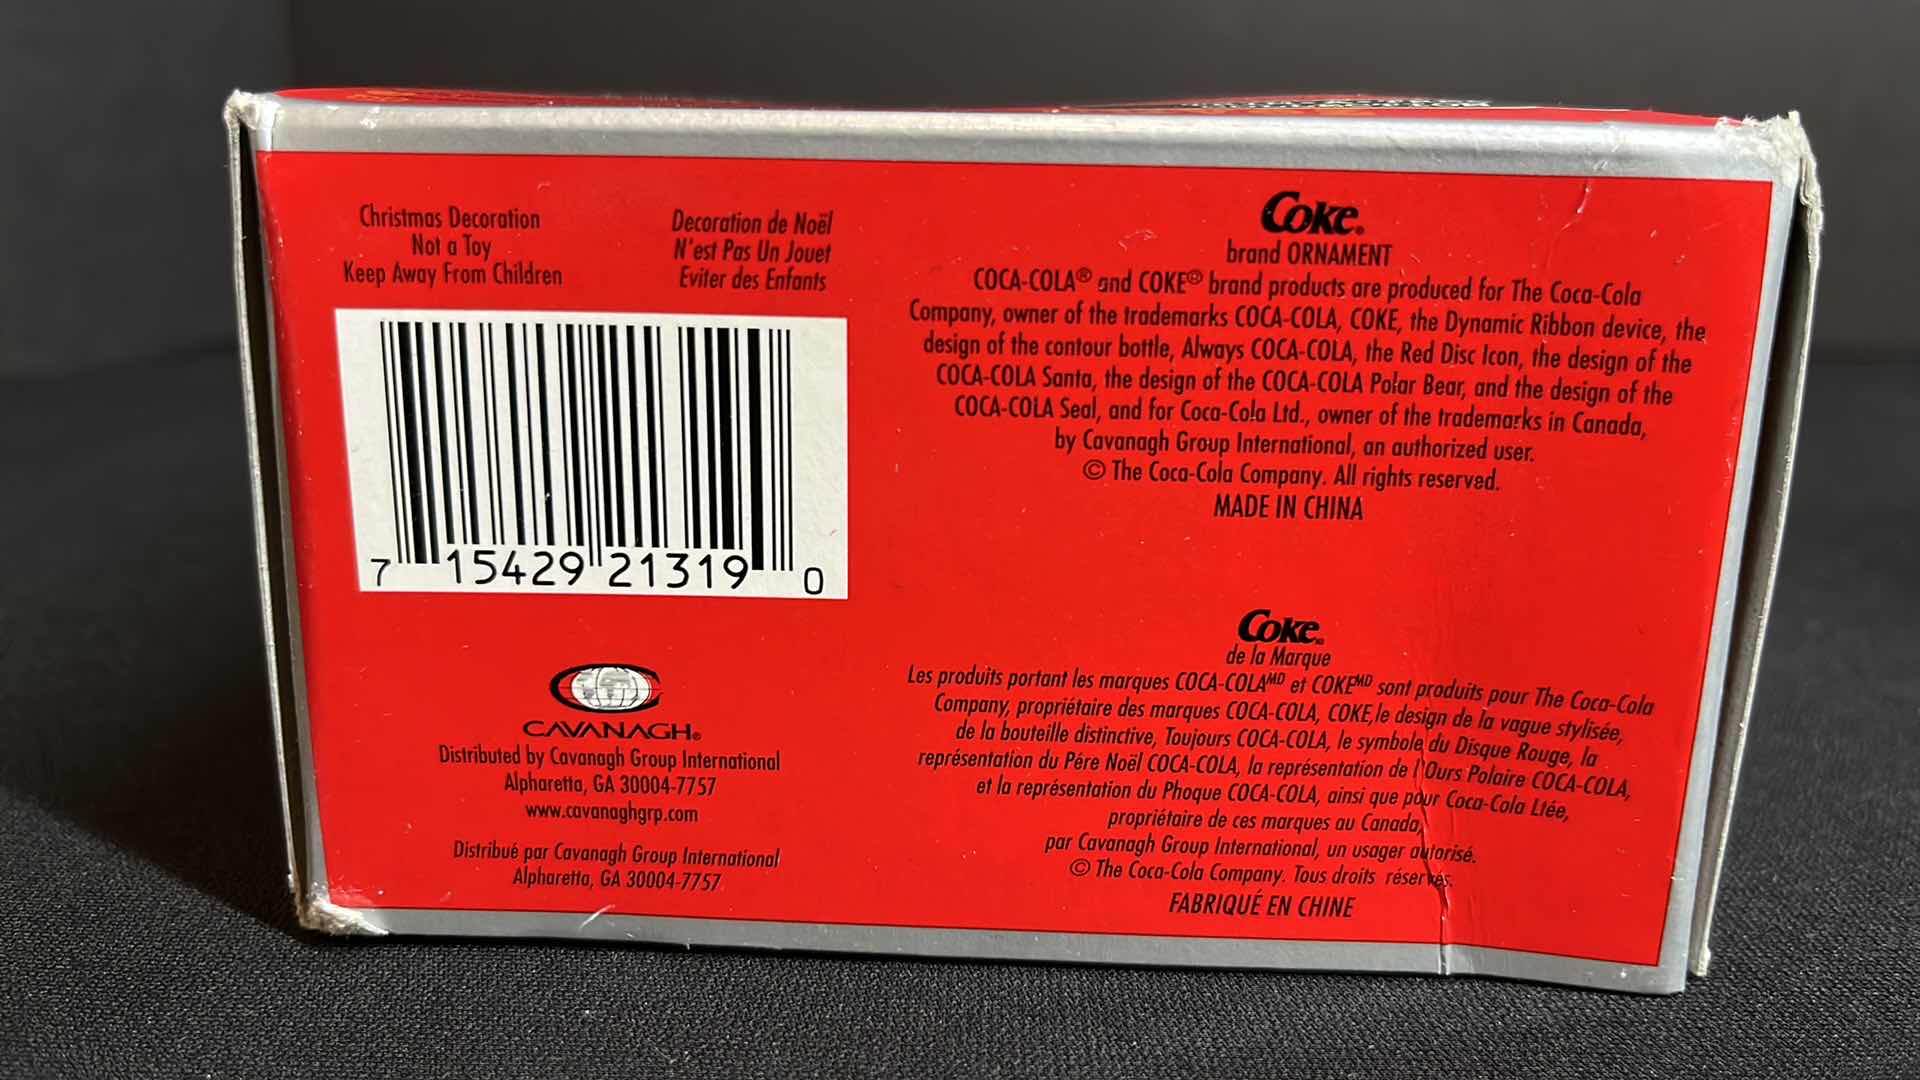 Christmas Decoration
Not a Toy
Keep Away From Children
Decoration de Noël
N'est Pas Un Jouet
Eviter des Enfants
7 15429 21319 0
CAVANAGH®
Distributed by Cavanagh Group International
Alpharetta, GA 30004-7757
www.cavanaghgrp.com
Distribué par Cavanagh Group International
Alpharetta, GA 30004-7757
Coke®
brand ORNAMENT
COCA-COLA® and COKE® brand products are produced for The Coca-Cola
Company, owner of the trademarks COCA-COLA, COKE, the Dynamic Ribbon device, the
design of the contour bottle, Always COCA-COLA, the Red Disc Icon, the design of the
COCA-COLA Santa, the design of the COCA-COLA Polar Bear, and the design of the
COCA-COLA Seal, and for Coca-Cola Ltd., owner of the trademarks in Canada,
by Cavanagh Group International, an authorized user.
© The Coca-Cola Company. All rights reserved.
MADE IN CHINA
Coke MD
de la Marque
Les produits portant les marques COCA-COLA MD et COKE MD sont produits pour The Coca-Cola
Company, propriétaire des marques COCA-COLA, COKE,le design de la vague stylisée,
de la bouteille distinctive, Toujours COCA-COLA, le symbole du Disque Rouge, la
représentation du Pére Noël COCA-COLA, la représentation de l'Ours Polaire COCA-COLA,
et la représentation du Phoque COCA-COLA, ainsi que pour Coca-Cola Ltée,
propriétaire de ces marques au Canada,
par Cavanagh Group International, un usager autorisé.
© The Coca-Cola Company. Tous droits réservés.
FABRIQUÉ EN CHINE